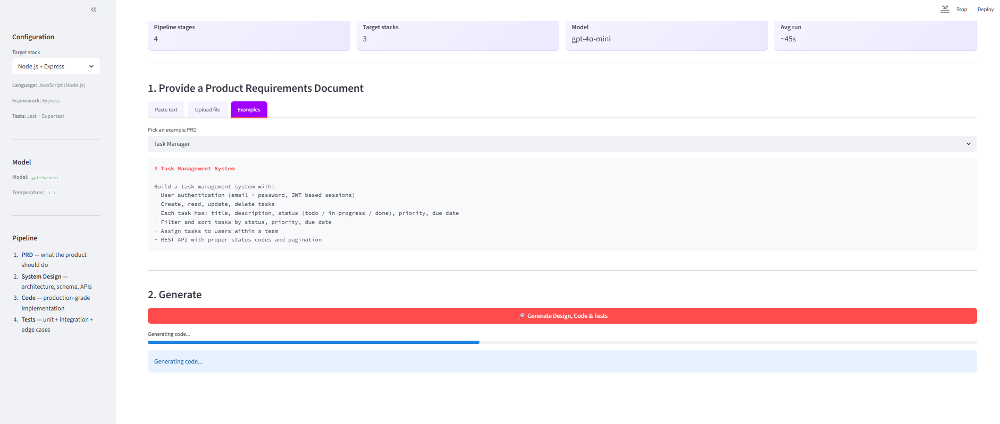 Stop
Deploy
Configuration
Target stack
Node.js + Express
Language: JavaScript (Node.js)
Framework: Express
Tests: Jest + Supertest
Model
Model: gpt-4o-mini
Temperature: 0.3
Pipeline
1. PRD — what the product
should do
2. System Design —
architecture, schema, APIs
3. Code — production-grade
implementation
4. Tests — unit + integration +
edge cases
Pipeline stages
4
Target stacks
3
Model
gpt-4o-mini
Avg run
~45s
1. Provide a Product Requirements Document
Paste text
Upload file
Examples
Pick an example PRD
Task Manager
# Task Management System
Build a task management system with:
- User authentication (email + password, JWT-based sessions)
- Create, read, update, delete tasks
- Each task has: title, description, status (todo / in-progress / done), priority, due date
- Filter and sort tasks by status, priority, due date
- Assign tasks to users within a team
- REST API with proper status codes and pagination
2. Generate
🚀 Generate Design, Code & Tests
Generating code...
Generating code...